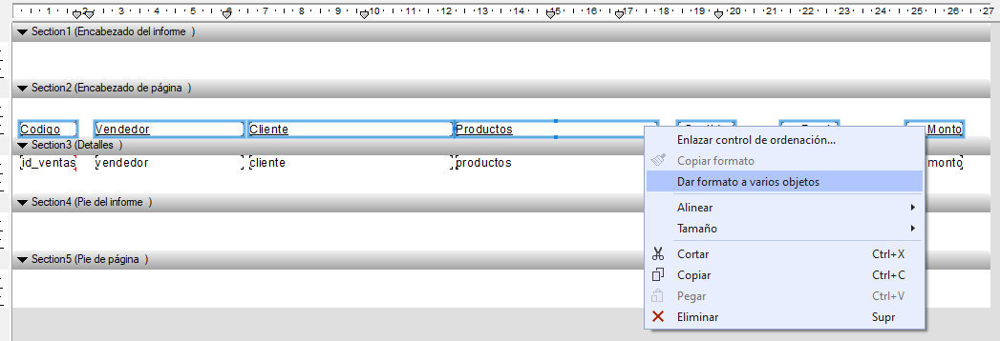 1 2 3 4 5 6 7 8 9 10 11 12 13 14 15 16 17 18 19 20 21 22 23 24 25 26 27
Section1 (Encabezado del informe )
Section2 (Encabezado de página )
Codigo Vendedor Cliente Productos Monto
Section3 (Detalles )
id_ventas vendedor cliente productos monto
Section4 (Pie del informe )
Section5 (Pie de página )
Enlazar control de ordenación...
Copiar formato
Dar formato a varios objetos
Alinear
Tamaño
Cortar Ctrl+X
Copiar Ctrl+C
Pegar Ctrl+V
Eliminar Supr